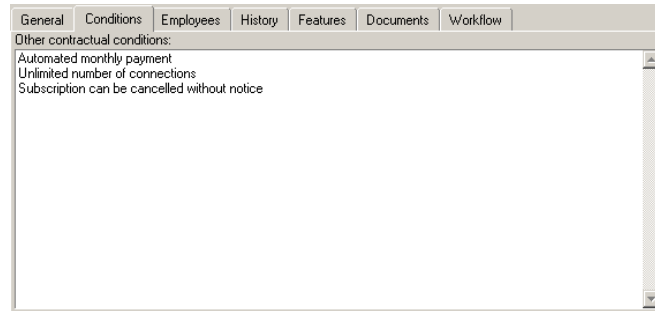 General Conditions Employees History Features Documents Workflow
Other contractual conditions:
Automated monthly payment
Unlimited number of connections
Subscription can be cancelled without notice